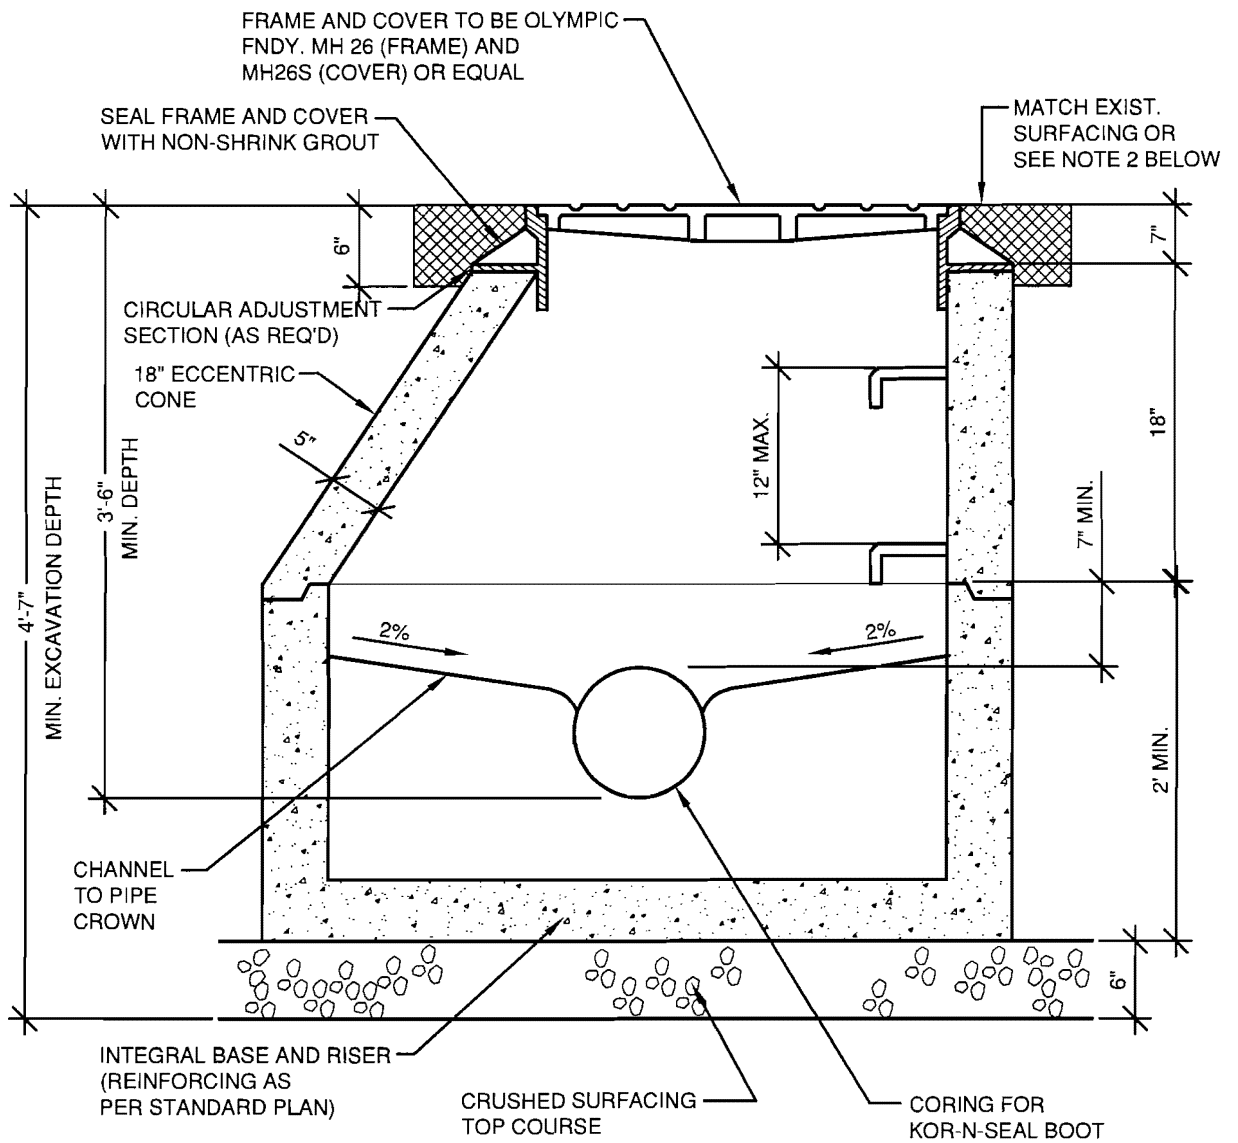 FRAME AND COVER TO BE OLYMPIC
FNDY. MH 26 (FRAME) AND
MH26S (COVER) OR EQUAL
SEAL FRAME AND COVER
WITH NON-SHRINK GROUT
MATCH EXIST.
SURFACING OR
SEE NOTE 2 BELOW
6"
7"
CIRCULAR ADJUSTMENT
SECTION (AS REQ'D)
18" ECCENTRIC
CONE
5"
12" MAX.
18"
7" MIN.
3'-6"
MIN. DEPTH
4'-7"
MIN. EXCAVATION DEPTH
2%
2%
2' MIN.
CHANNEL
TO PIPE
CROWN
6"
INTEGRAL BASE AND RISER
(REINFORCING AS
PER STANDARD PLAN)
CRUSHED SURFACING
TOP COURSE
CORING FOR
KOR-N-SEAL BOOT